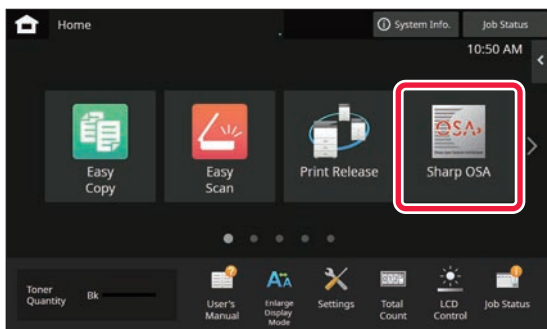 Home
System Info.
Job Status
10:50 AM
Easy
Copy
Easy
Scan
Print Release
OSA
Sharp OSA
Toner
Quantity
Bk
User's
Manual
Enlarge
Display
Mode
Settings
Total
Count
LCD
Control
Job Status